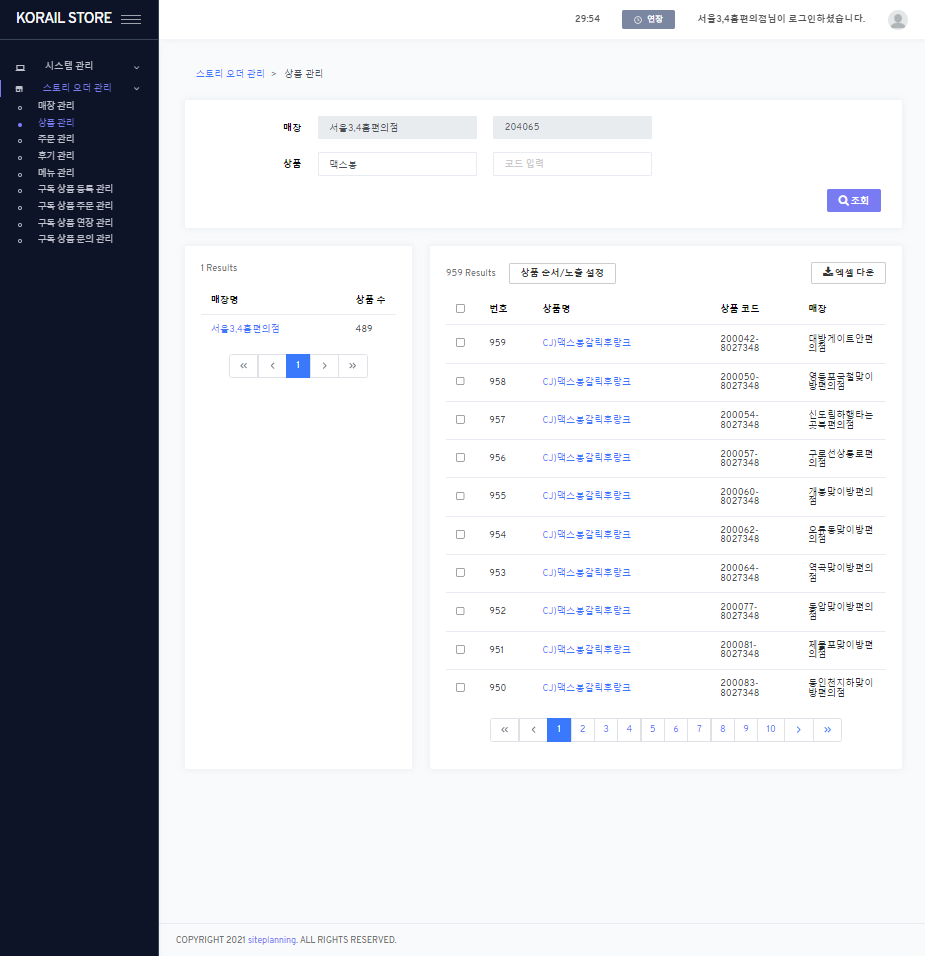 KORAIL STORE
29:54
연장
서울3,4홈편의점님이 로그인하셨습니다.
시스템 관리
스토리 오더 관리
매장 관리
상품 관리
주문 관리
후기 관리
메뉴 관리
구독 상품 등록 관리
구독 상품 주문 관리
구독 상품 연장 관리
구독 상품 문의 관리
스토리 오더 관리 > 상품 관리
매장 서울3,4홈편의점 204065
상품 맥스봉 코드 입력
조회
1 Results
매장명 상품 수
서울3,4홈편의점 489
« ‹ 1 › »
959 Results 상품 순서/노출 설정 엑셀 다운
번호 상품명 상품 코드 매장
959 CJ)맥스봉갈릭후랑크 200042-8027348 대방게이트안편의점
958 CJ)맥스봉갈릭후랑크 200050-8027348 영등포국철맞이방편의점
957 CJ)맥스봉갈릭후랑크 200054-8027348 신도림하행타는곳북편의점
956 CJ)맥스봉갈릭후랑크 200057-8027348 구로선상통로편의점
955 CJ)맥스봉갈릭후랑크 200060-8027348 개봉맞이방편의점
954 CJ)맥스봉갈릭후랑크 200062-8027348 오류동맞이방편의점
953 CJ)맥스봉갈릭후랑크 200064-8027348 역곡맞이방편의점
952 CJ)맥스봉갈릭후랑크 200077-8027348 동암맞이방편의점
951 CJ)맥스봉갈릭후랑크 200081-8027348 제물포맞이방편의점
950 CJ)맥스봉갈릭후랑크 200083-8027348 동인천지하맞이방편의점
« ‹ 1 2 3 4 5 6 7 8 9 10 › »
COPYRIGHT 2021 siteplanning. ALL RIGHTS RESERVED.